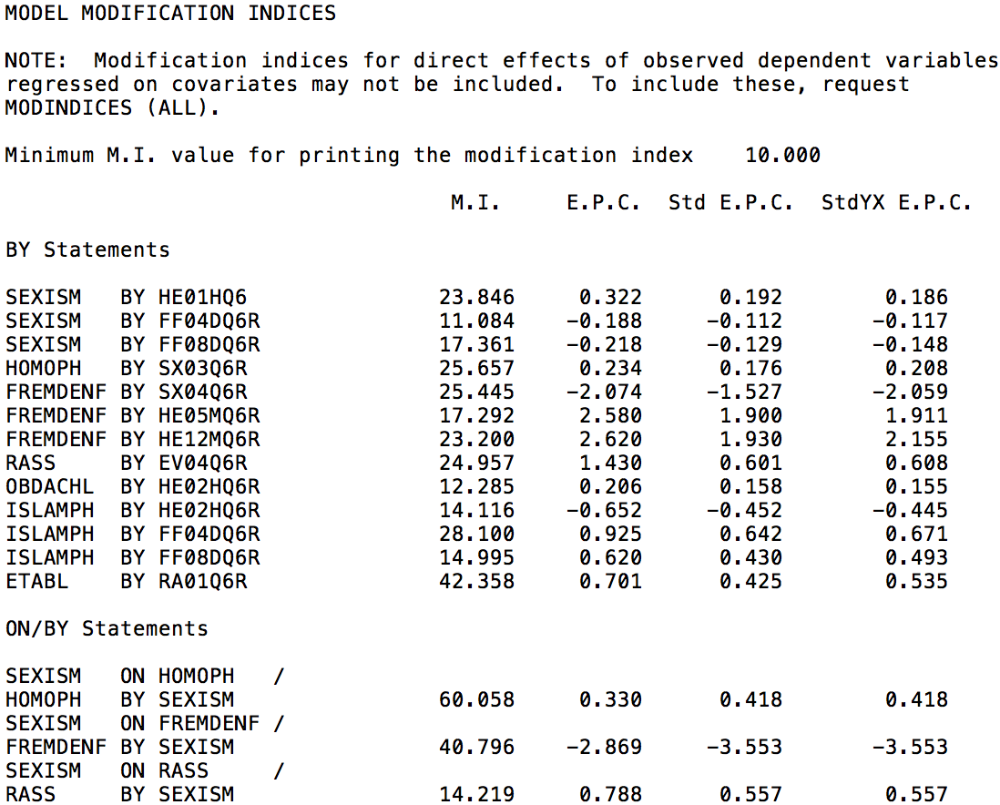 MODEL MODIFICATION INDICES
NOTE:  Modification indices for direct effects of observed dependent variables
regressed on covariates may not be included.  To include these, request
MODINDICES (ALL).
Minimum M.I. value for printing the modification index    10.000
M.I.     E.P.C.  Std E.P.C.  StdYX E.P.C.
BY Statements
SEXISM   BY HE01HQ6               23.846     0.322      0.192        0.186
SEXISM   BY FF04DQ6R              11.084    -0.188     -0.112       -0.117
SEXISM   BY FF08DQ6R              17.361    -0.218     -0.129       -0.148
HOMOPH   BY SX03Q6R               25.657     0.234      0.176        0.208
FREMDENF BY SX04Q6R               25.445    -2.074     -1.527       -2.059
FREMDENF BY HE05MQ6R              17.292     2.580      1.900        1.911
FREMDENF BY HE12MQ6R              23.200     2.620      1.930        2.155
RASS     BY EV04Q6R               24.957     1.430      0.601        0.608
OBDACHL  BY HE02HQ6R              12.285     0.206      0.158        0.155
ISLAMPH  BY HE02HQ6R              14.116    -0.652     -0.452       -0.445
ISLAMPH  BY FF04DQ6R              28.100     0.925      0.642        0.671
ISLAMPH  BY FF08DQ6R              14.995     0.620      0.430        0.493
ETABL    BY RA01Q6R               42.358     0.701      0.425        0.535
ON/BY Statements
SEXISM   ON HOMOPH   /
HOMOPH   BY SEXISM                60.058     0.330      0.418        0.418
SEXISM   ON FREMDENF /
FREMDENF BY SEXISM                40.796    -2.869     -3.553       -3.553
SEXISM   ON RASS     /
RASS     BY SEXISM                14.219     0.788      0.557        0.557